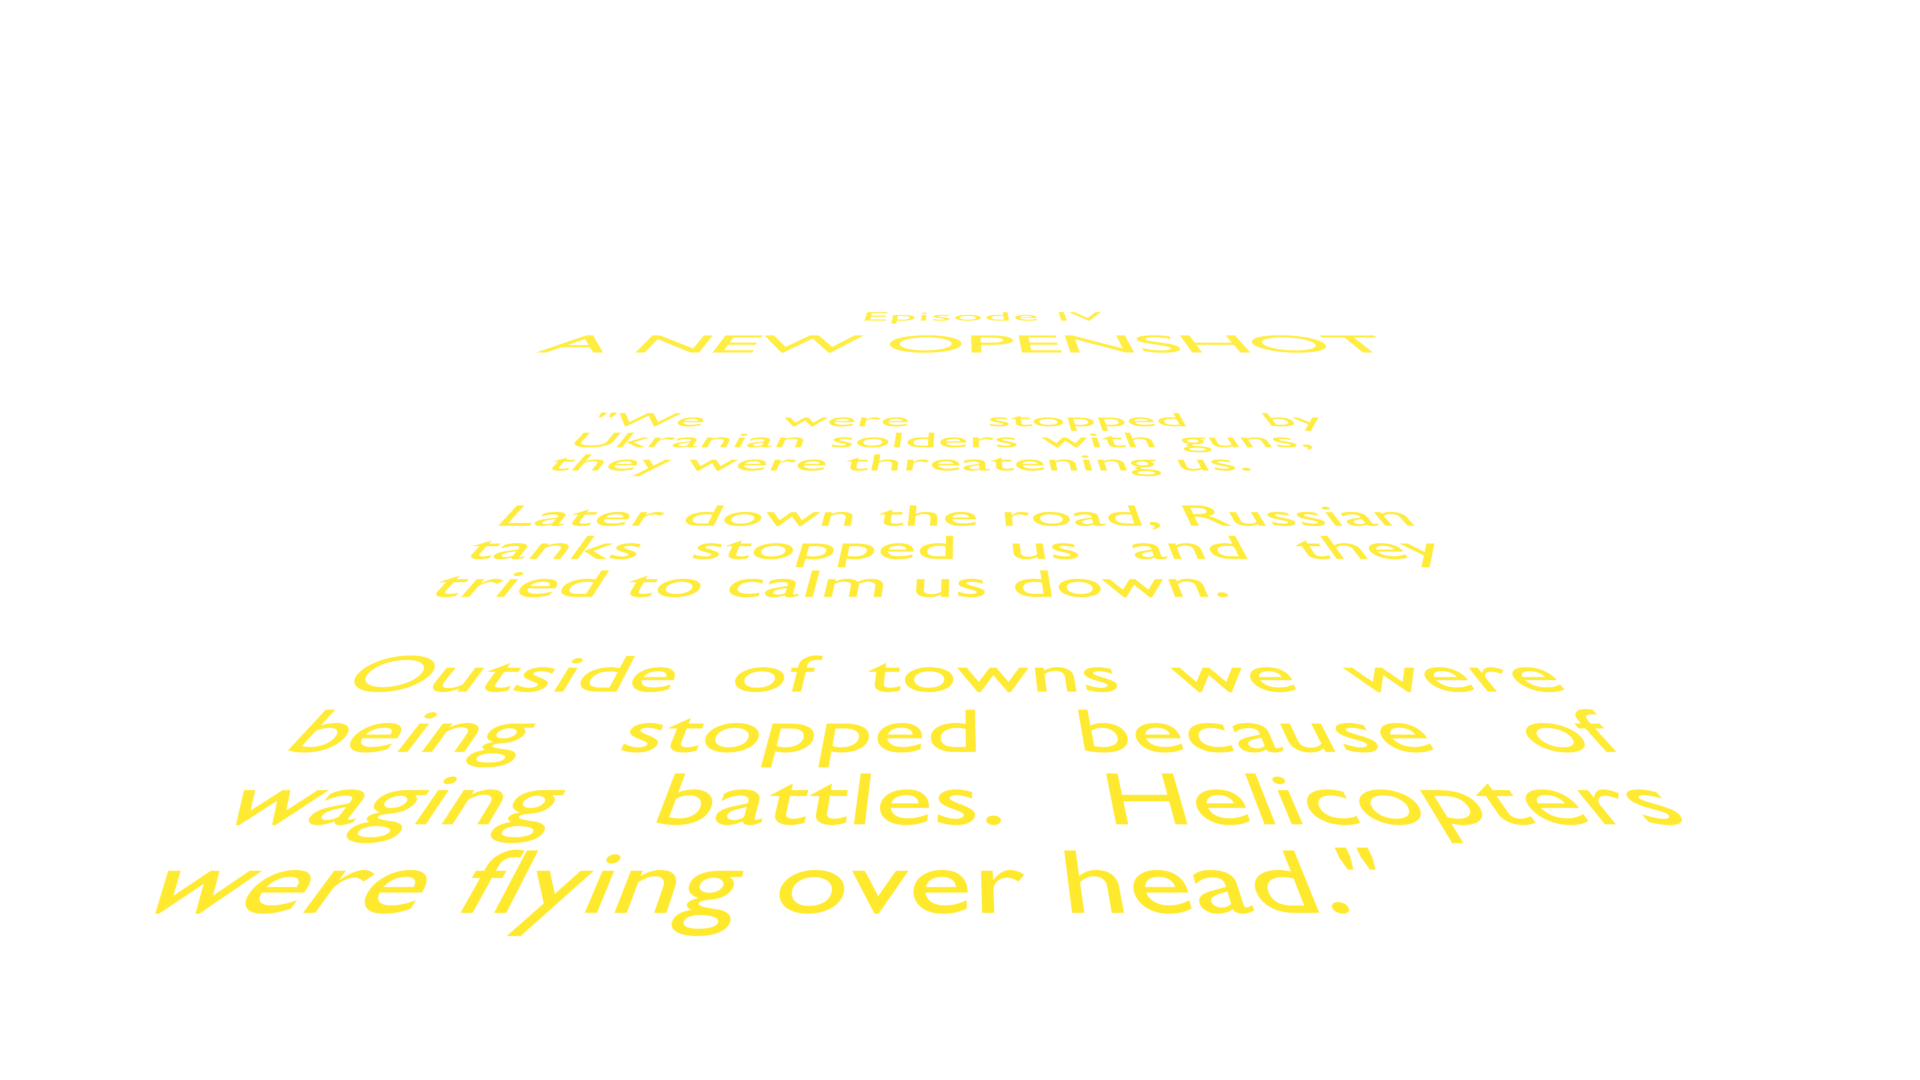 Episode IV
A NEW OPENSHOT
"We were stopped by
Ukranian solders with guns,
they were threatening us.
Later down the road, Russian
tanks stopped us and they
tried to calm us down.
Outside of towns we were
being stopped because of
waging battles. Helicopters
were flying over head."